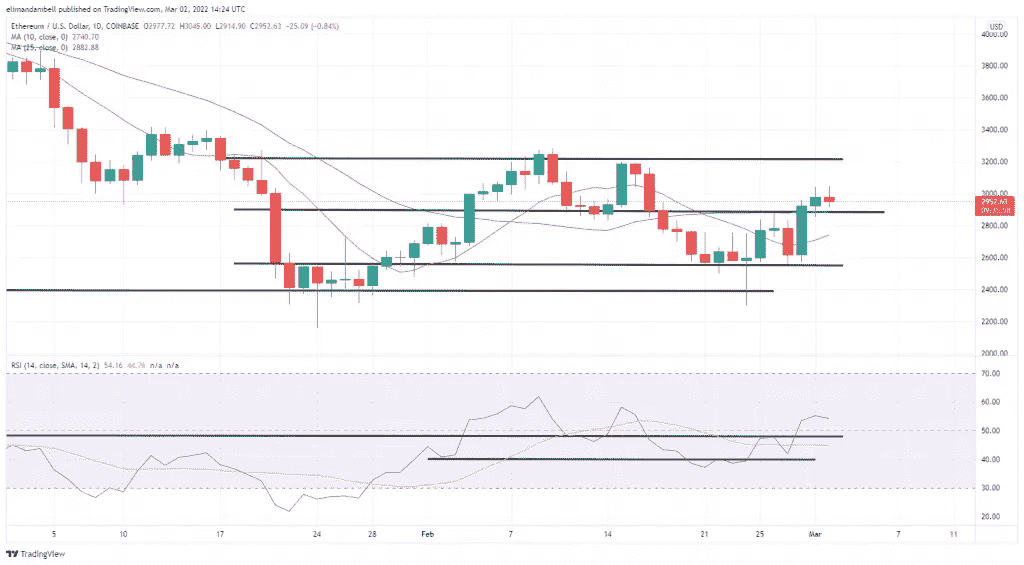 elimandambell published on TradingView.com, Mar 02, 2022 14:24 UTC
Ethereum / U.S. Dollar, 1D, COINBASE O2977.72 H3045.00 L2914.90 C2952.63 -25.09 (-0.84%)
MA (10, close, 0) 2740.70
MA (25, close, 0) 2882.88
USD
4000.00
3800.00
3600.00
3400.00
3200.00
3000.00
2952.63
2800.00
2600.00
2400.00
2200.00
2000.00
RSI (14, close, SMA, 14, 2) 54.16 n/a n/a
70.00
60.00
50.00
40.00
30.00
20.00
5 10 13 17 24 28 Feb 7 14 21 25 Mar 7 11
TradingView